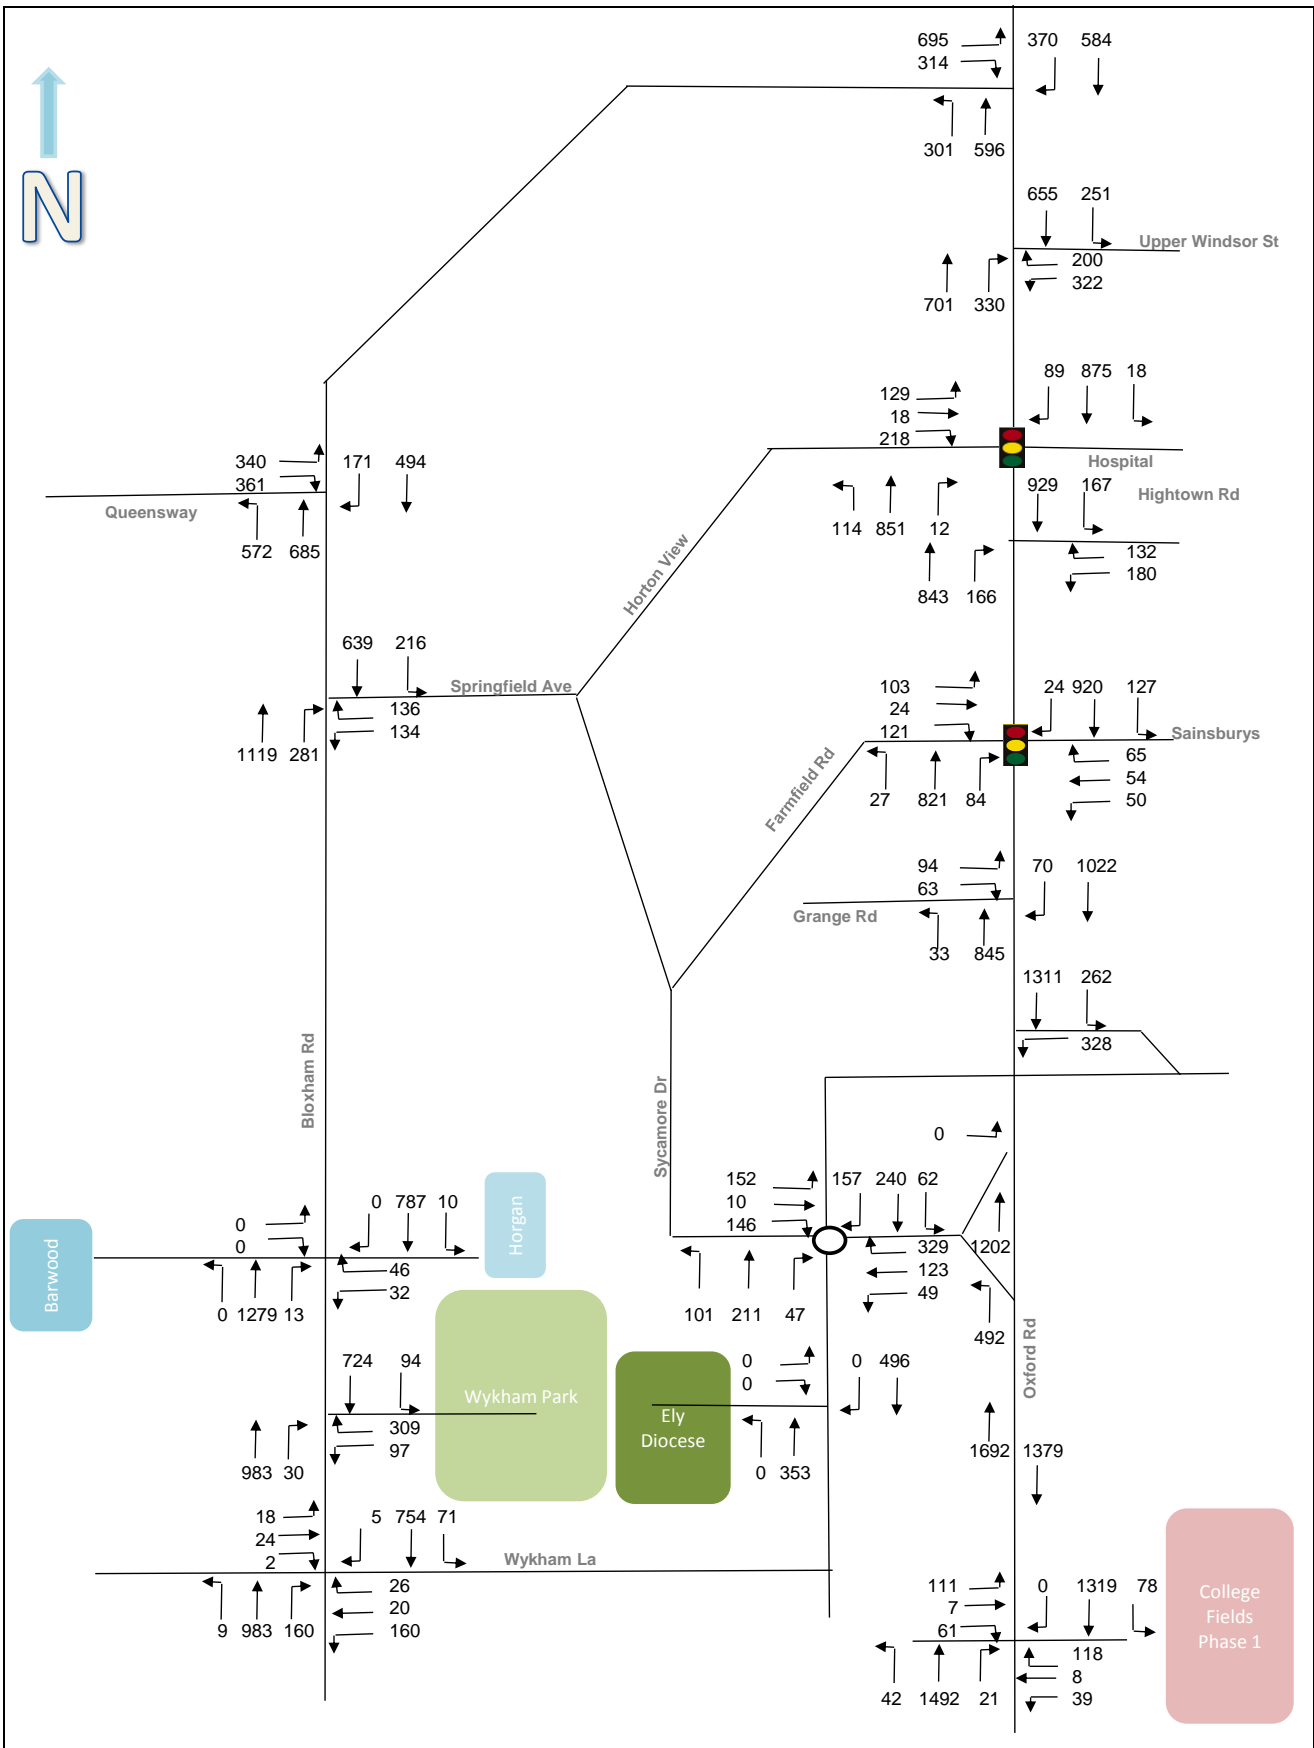 695 370 584
314
301 596
N
655 251
Upper Windsor St
200
322
701 330
89 875 18
129
18
218
Hospital
340 171 494
361
Queensway
572 685
929 167
Hightown Rd
114 851 12
132
180
843 166
Horton View
639 216
Springfield Ave
136
134
1119 281
103 24 920 127
24
121
Sainsburys
65
54
50
27 821 84
Farmfield Rd
94 70 1022
63
Grange Rd
33 845
1311 262
328
Bloxham Rd
Sycamore Dr
0
152 157 240 62
10
146
329
123
49
1202
101 211 47
492
Oxford Rd
0 787 10
0
0
Horgan
Barwood
46
32
0 1279 13
724 94
Wykham Park
309
97
983 30
0 0 496
0
Ely
Diocese
0 353
1692 1379
18 5 754 71
24
2
Wykham La
26
20
160
9 983 160
111 0 1319 78
7
61
College
Fields
Phase 1
118
8
39
42 1492 21